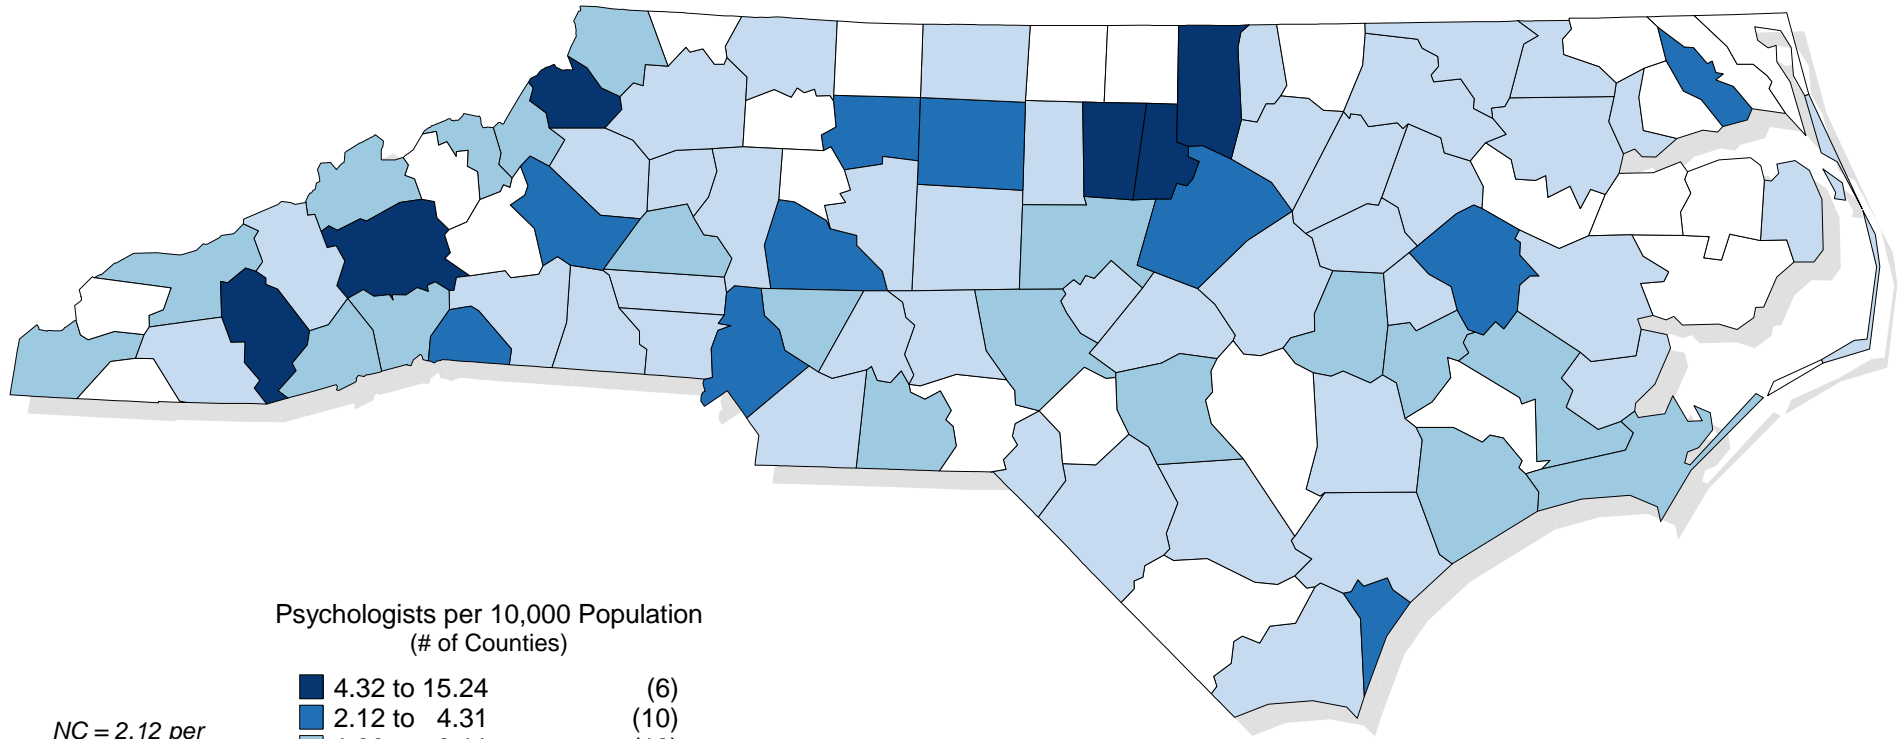 Psychologists per 10,000 Population
(# of Counties)
4.32 to 15.24 (6)
2.12 to 4.31 (10)
NC = 2.12 per